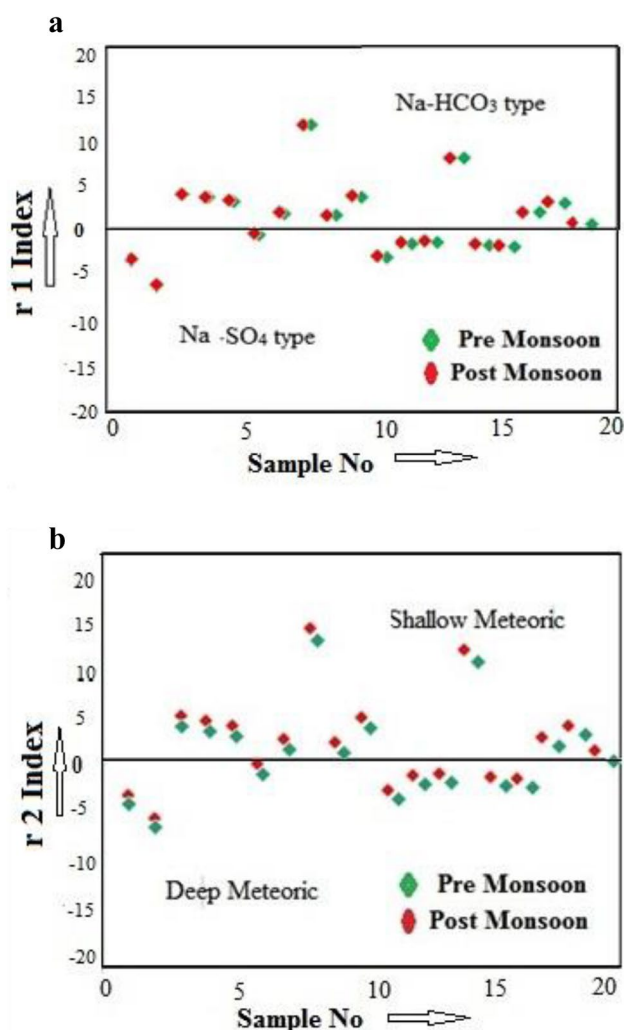 a
20
15
10
5
0
-5
-10
-15
-20
r 1 Index
Na-HCO3 type
Na -SO4 type
Pre Monsoon
Post Monsoon
0 5 10 15 20
Sample No
b
20
15
10
5
0
-5
-10
-15
-20
r 2 Index
Shallow Meteoric
Deep Meteoric
Pre Monsoon
Post Monsoon
0 5 10 15 20
Sample No